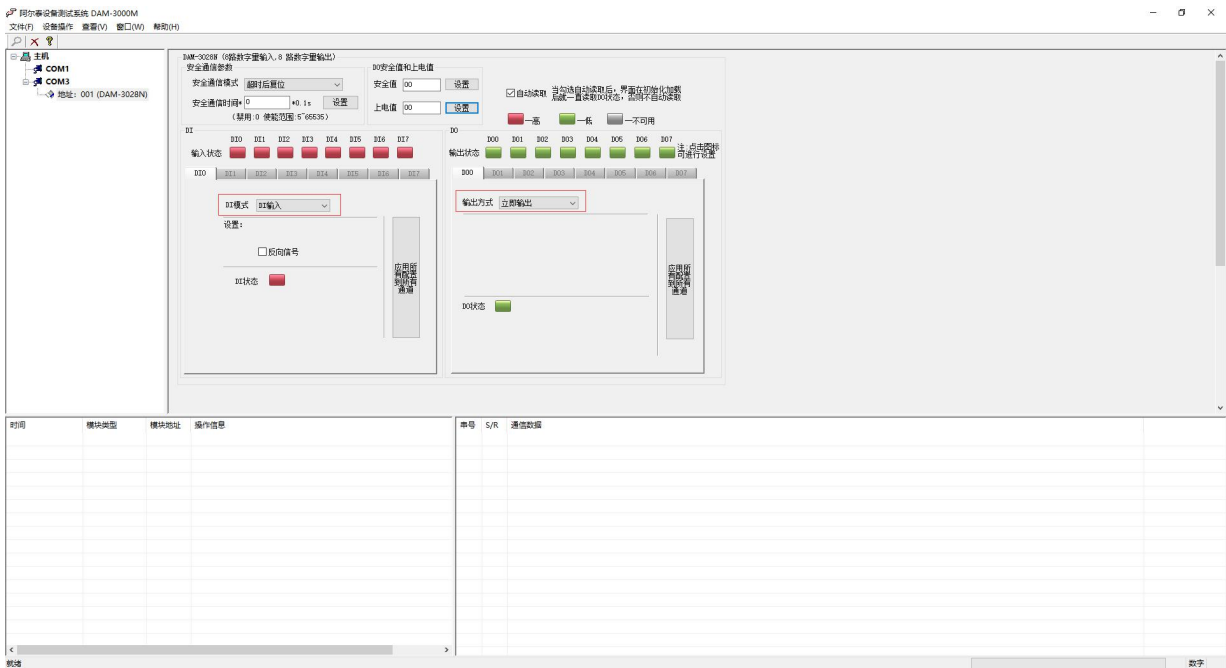 阿尔泰设备测试系统 DAM-3000M
文件(F) 设备操作 查看(V) 窗口(W) 帮助(H)
主机
COM1
COM3
地址: 001 (DAM-3028N)
DAM-3028N (8路数字量输入,8 路数字量输出)
安全通信参数
安全通信模式 超时后复位
安全通信时间* 0 *0.1s 设置
(禁用:0 使能范围:5~65535)
DO安全值和上电值
安全值 00 设置
上电值 00 设置
自动读取 当勾选自动读取后,界面在初始化加载
后就一直读取DO状态,否则不自动读取
—高 —低 —不可用
DI
DI0 DI1 DI2 DI3 DI4 DI5 DI6 DI7
输入状态
DI0 DI1 DI2 DI3 DI4 DI5 DI6 DI7
DI模式 DI输入
设置:
反向信号
DI状态
应用所
有配置
到所有
通道
DO
DO0 DO1 DO2 DO3 DO4 DO5 DO6 DO7
输出状态
注:点击图标
可进行设置
DO0 DO1 DO2 DO3 DO4 DO5 DO6 DO7
输出方式 立即输出
DO状态
应用所
有配置
到所有
通道
时间 模块类型 模块地址 操作信息
串号 S/R 通信数据
就绪
数字